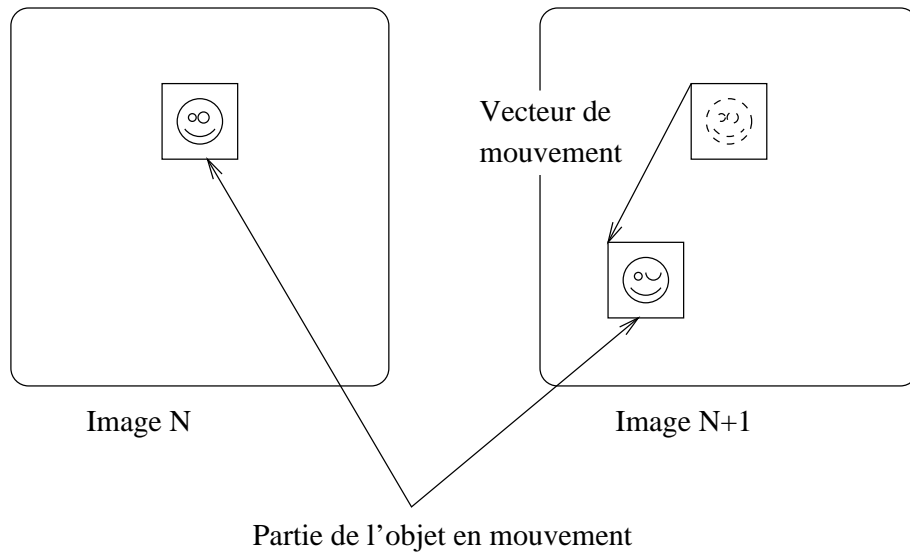 Vecteur de
mouvement
Image N
Image N+1
Partie de l’objet en mouvement